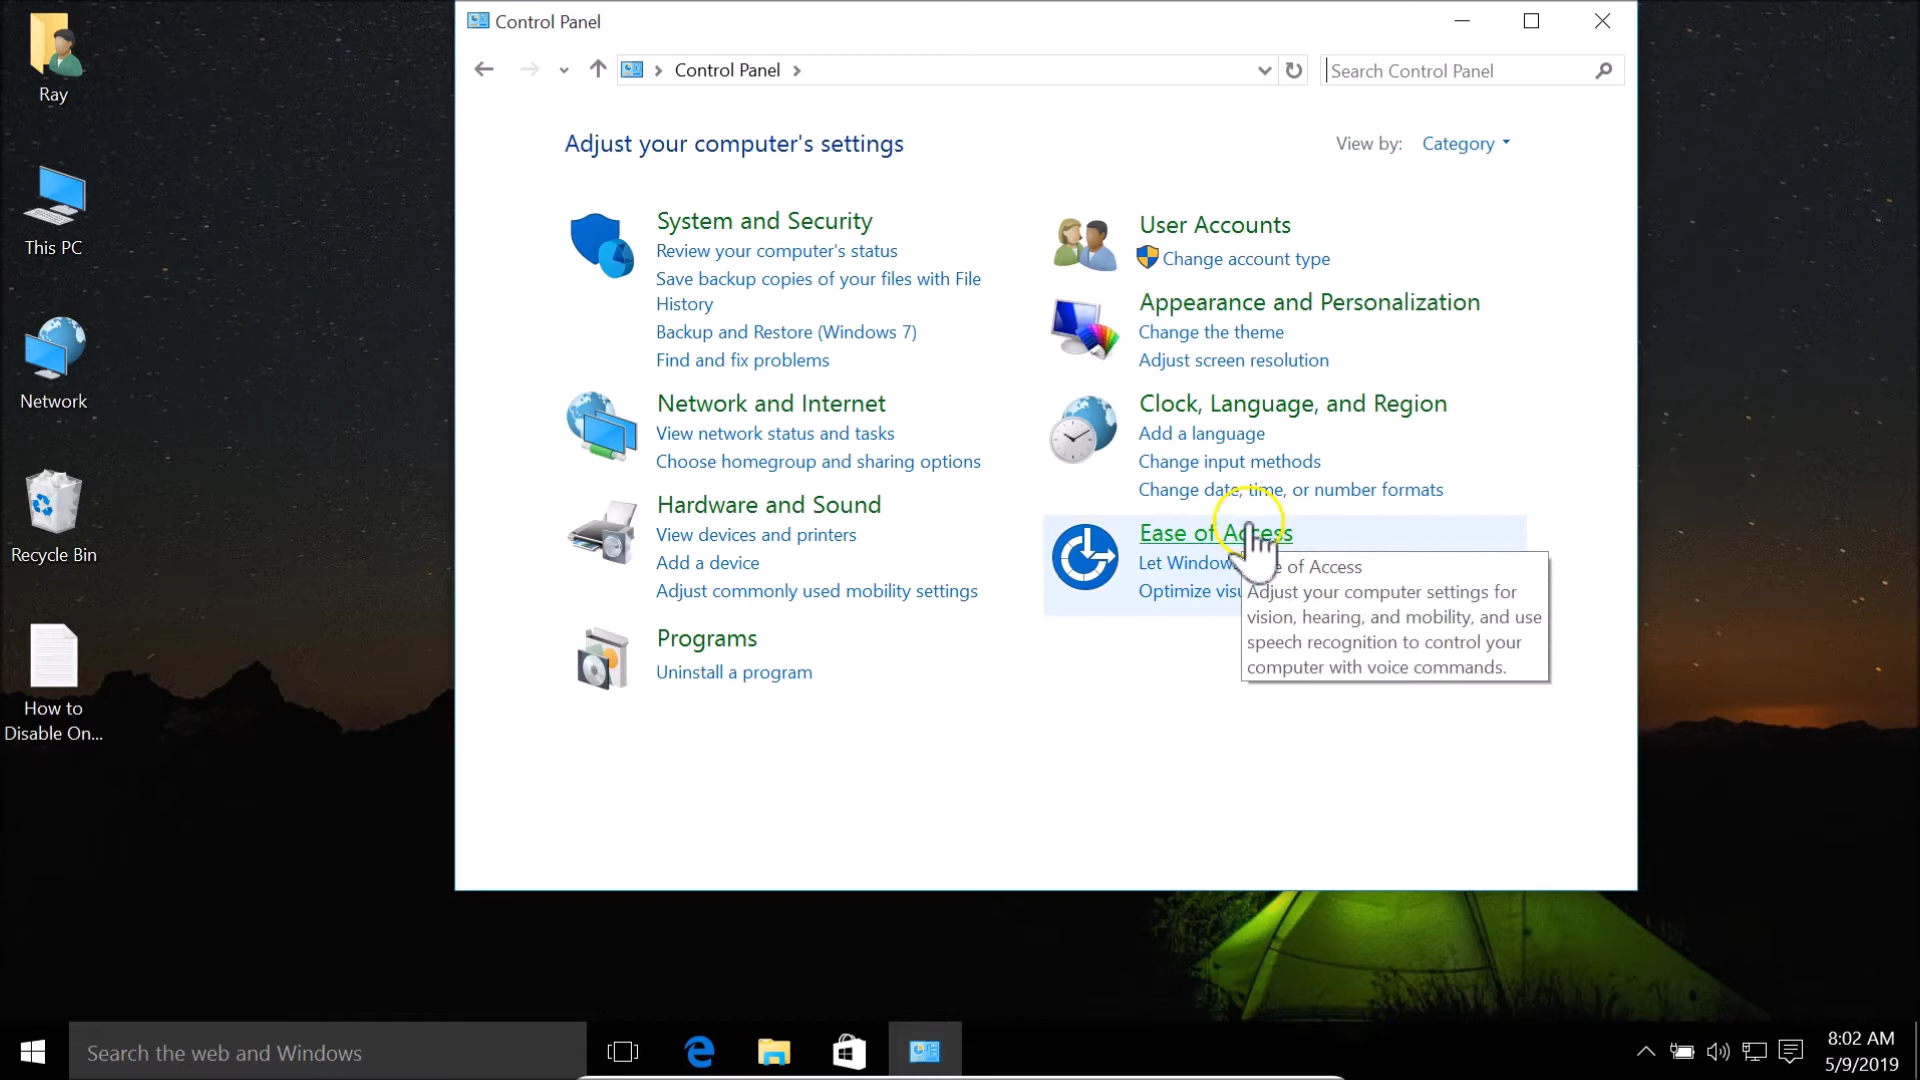 Ray
This PC
Network
Recycle Bin
How to
Disable On...
Control Panel
Control Panel
Search Control Panel
Adjust your computer's settings
View by: Category
System and Security
Review your computer's status
Save backup copies of your files with File
History
Backup and Restore (Windows 7)
Find and fix problems
Network and Internet
View network status and tasks
Choose homegroup and sharing options
Hardware and Sound
View devices and printers
Add a device
Adjust commonly used mobility settings
Programs
Uninstall a program
User Accounts
Change account type
Appearance and Personalization
Change the theme
Adjust screen resolution
Clock, Language, and Region
Add a language
Change input methods
Change date, time, or number formats
Ease of Access
Let
Optimize
of Access
Adjust your computer settings for
vision, hearing, and mobility, and use
speech recognition to control your
computer with voice commands.
Search the web and Windows
8:02 AM
5/9/2019